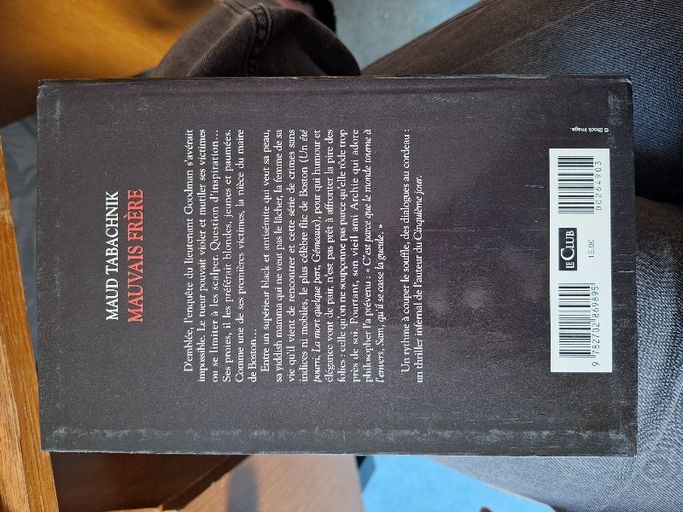 MAUD TABACHNIK
MAUVAIS FRÈRE
D'emblée, l'enquête du lieutenant Goodman s'avérait
impossible. Le tueur pouvait violer et mutiler ses victimes
ou se limiter à les scalper. Question d'inspiration...
Ses proies, il les préférait blondes, jeunes et paumées.
Comme une de ses premières victimes, la nièce du maire
de Boston...
Entre un supérieur black et antisémite qui veut sa peau,
sa yiddish mamma qui ne veut pas le lâcher, la femme de sa
vie qu'il vient de rencontrer et cette série de crimes sans
indices ni mobiles, le plus célèbre flic de Boston (Un été
pourri, La mort quelque part, Gémeaux), pour qui humour et
élégance vont de pair, n'est pas prêt à affronter la pire des
folies : celle qu'on ne soupçonne pas parce qu'elle rôde trop
près de soi. Pourtant, son vieil ami Archie qui adore
philosopher l'a prévenu : « C'est parce que le monde tourne à
l'envers, Sam, qu'il se casse la gueule. »
Un rythme à couper le souffle, des dialogues au cordeau :
un thriller infernal de l'auteur du Cinquième jour.
© Stock Image.
LE CLUB
15.90
9 782702 869895
00264903